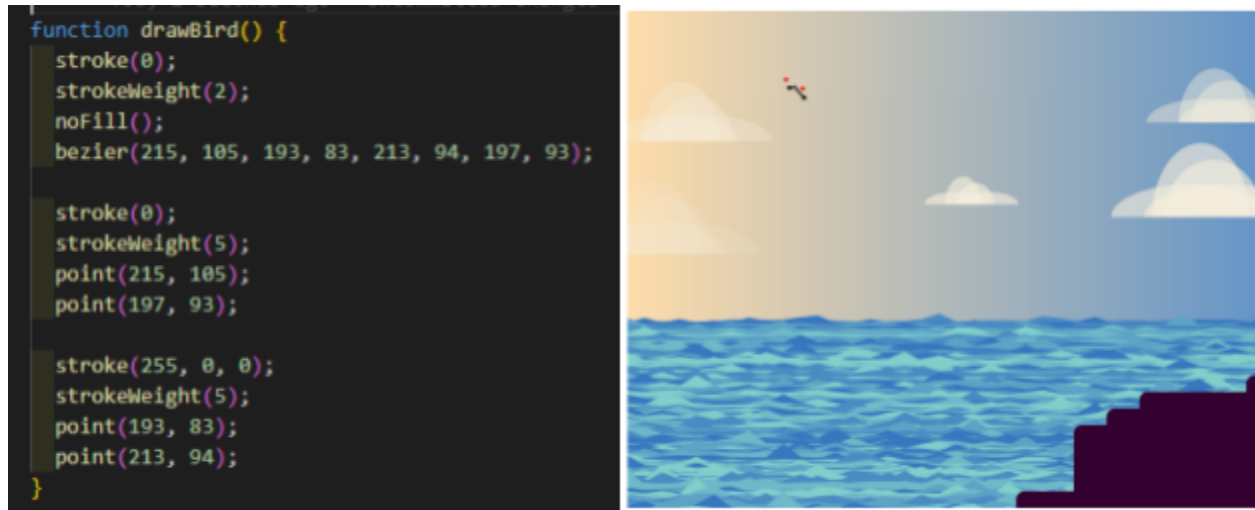 function drawBird() {
stroke(0);
strokeWeight(2);
noFill();
bezier(215, 105, 193, 83, 213, 94, 197, 93);
stroke(0);
strokeWeight(5);
point(215, 105);
point(197, 93);
stroke(255, 0, 0);
strokeWeight(5);
point(193, 83);
point(213, 94);
}